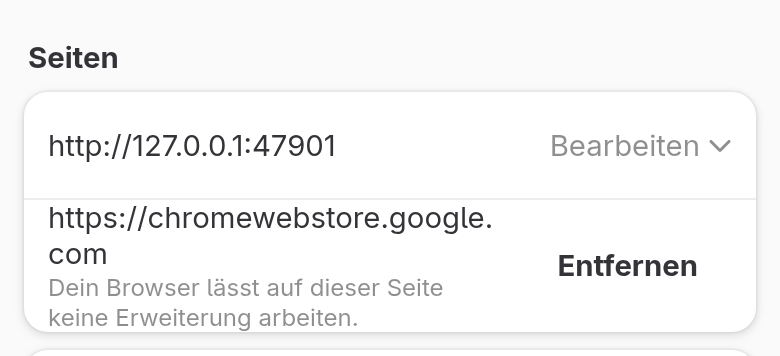 Seiten
http://127.0.0.1:47901
Bearbeiten
https://chromewebstore.google.
com
Entfernen
Dein Browser lässt auf dieser Seite
keine Erweiterung arbeiten.